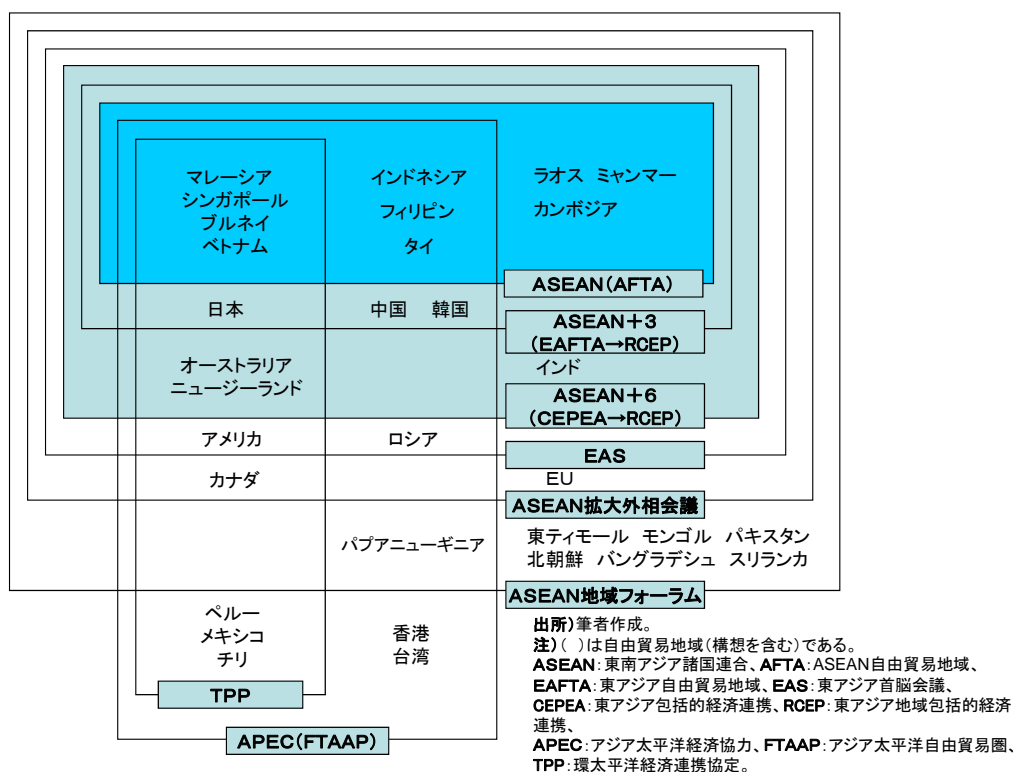 マレーシア
シンガポール
ブルネイ
ベトナム
インドネシア
フィリピン
タイ
ラオス ミャンマー
カンボジア
ASEAN(AFTA)
日本
中国 韓国
ASEAN+3
(EAFTA→RCEP)
オーストラリア
ニュージーランド
インド
ASEAN+6
(CEPEA→RCEP)
アメリカ
ロシア
EAS
カナダ
EU
ASEAN拡大外相会議
パプアニューギニア
東ティモール モンゴル パキスタン
北朝鮮 バングラデシュ スリランカ
ASEAN地域フォーラム
ペルー
メキシコ
チリ
香港
台湾
TPP
APEC(FTAAP)
出所)筆者作成。
注)( )は自由貿易地域(構想を含む)である。
ASEAN:東南アジア諸国連合、AFTA:ASEAN自由貿易地域、
EAFTA:東アジア自由貿易地域、EAS:東アジア首脳会議、
CEPEA:東アジア包括的経済連携、RCEP:東アジア地域包括的経済
連携、
APEC:アジア太平洋経済協力、FTAAP:アジア太平洋自由貿易圏、
TPP:環太平洋経済連携協定。